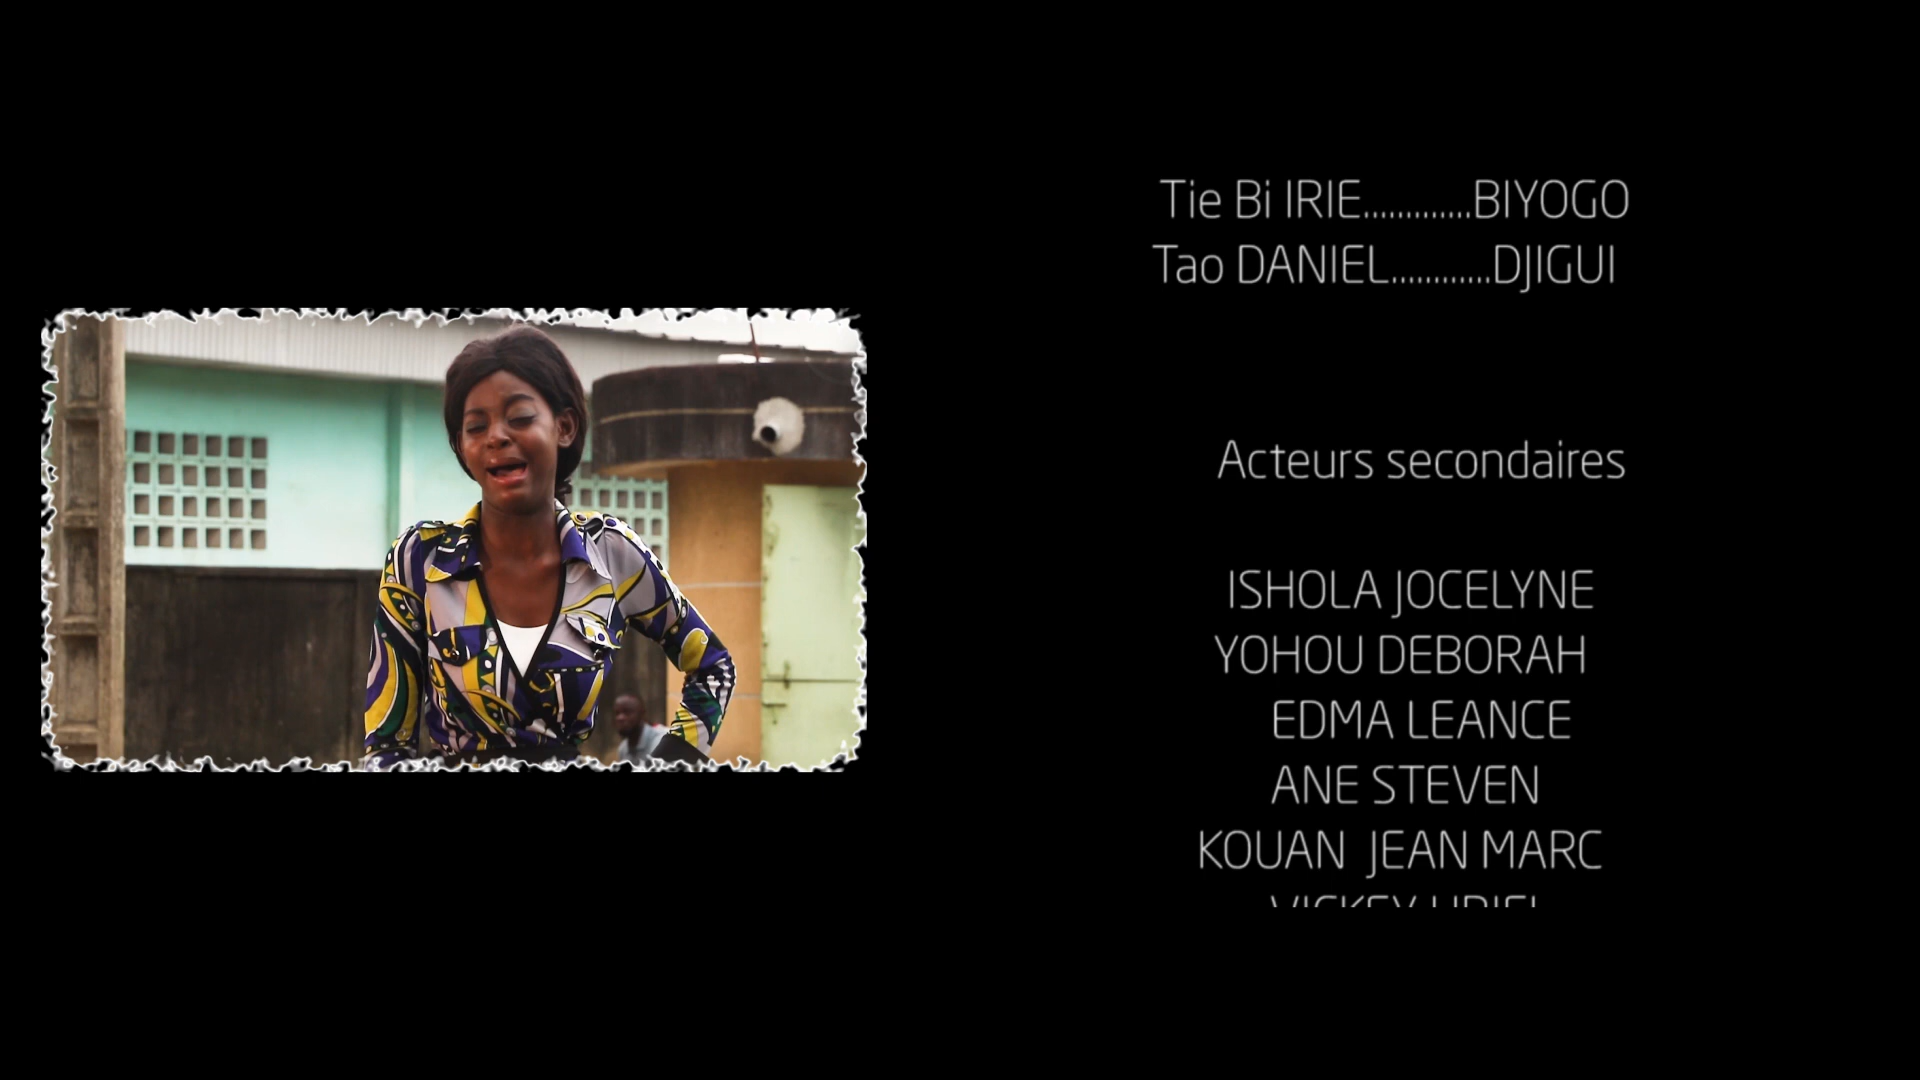 Tie Bi IRIE.............BIYOGO
Tao DANIEL............DJIGUI
Acteurs secondaires
ISHOLA JOCELYNE
YOHOU DEBORAH
EDMA LEANCE
ANE STEVEN
KOUAN JEAN MARC